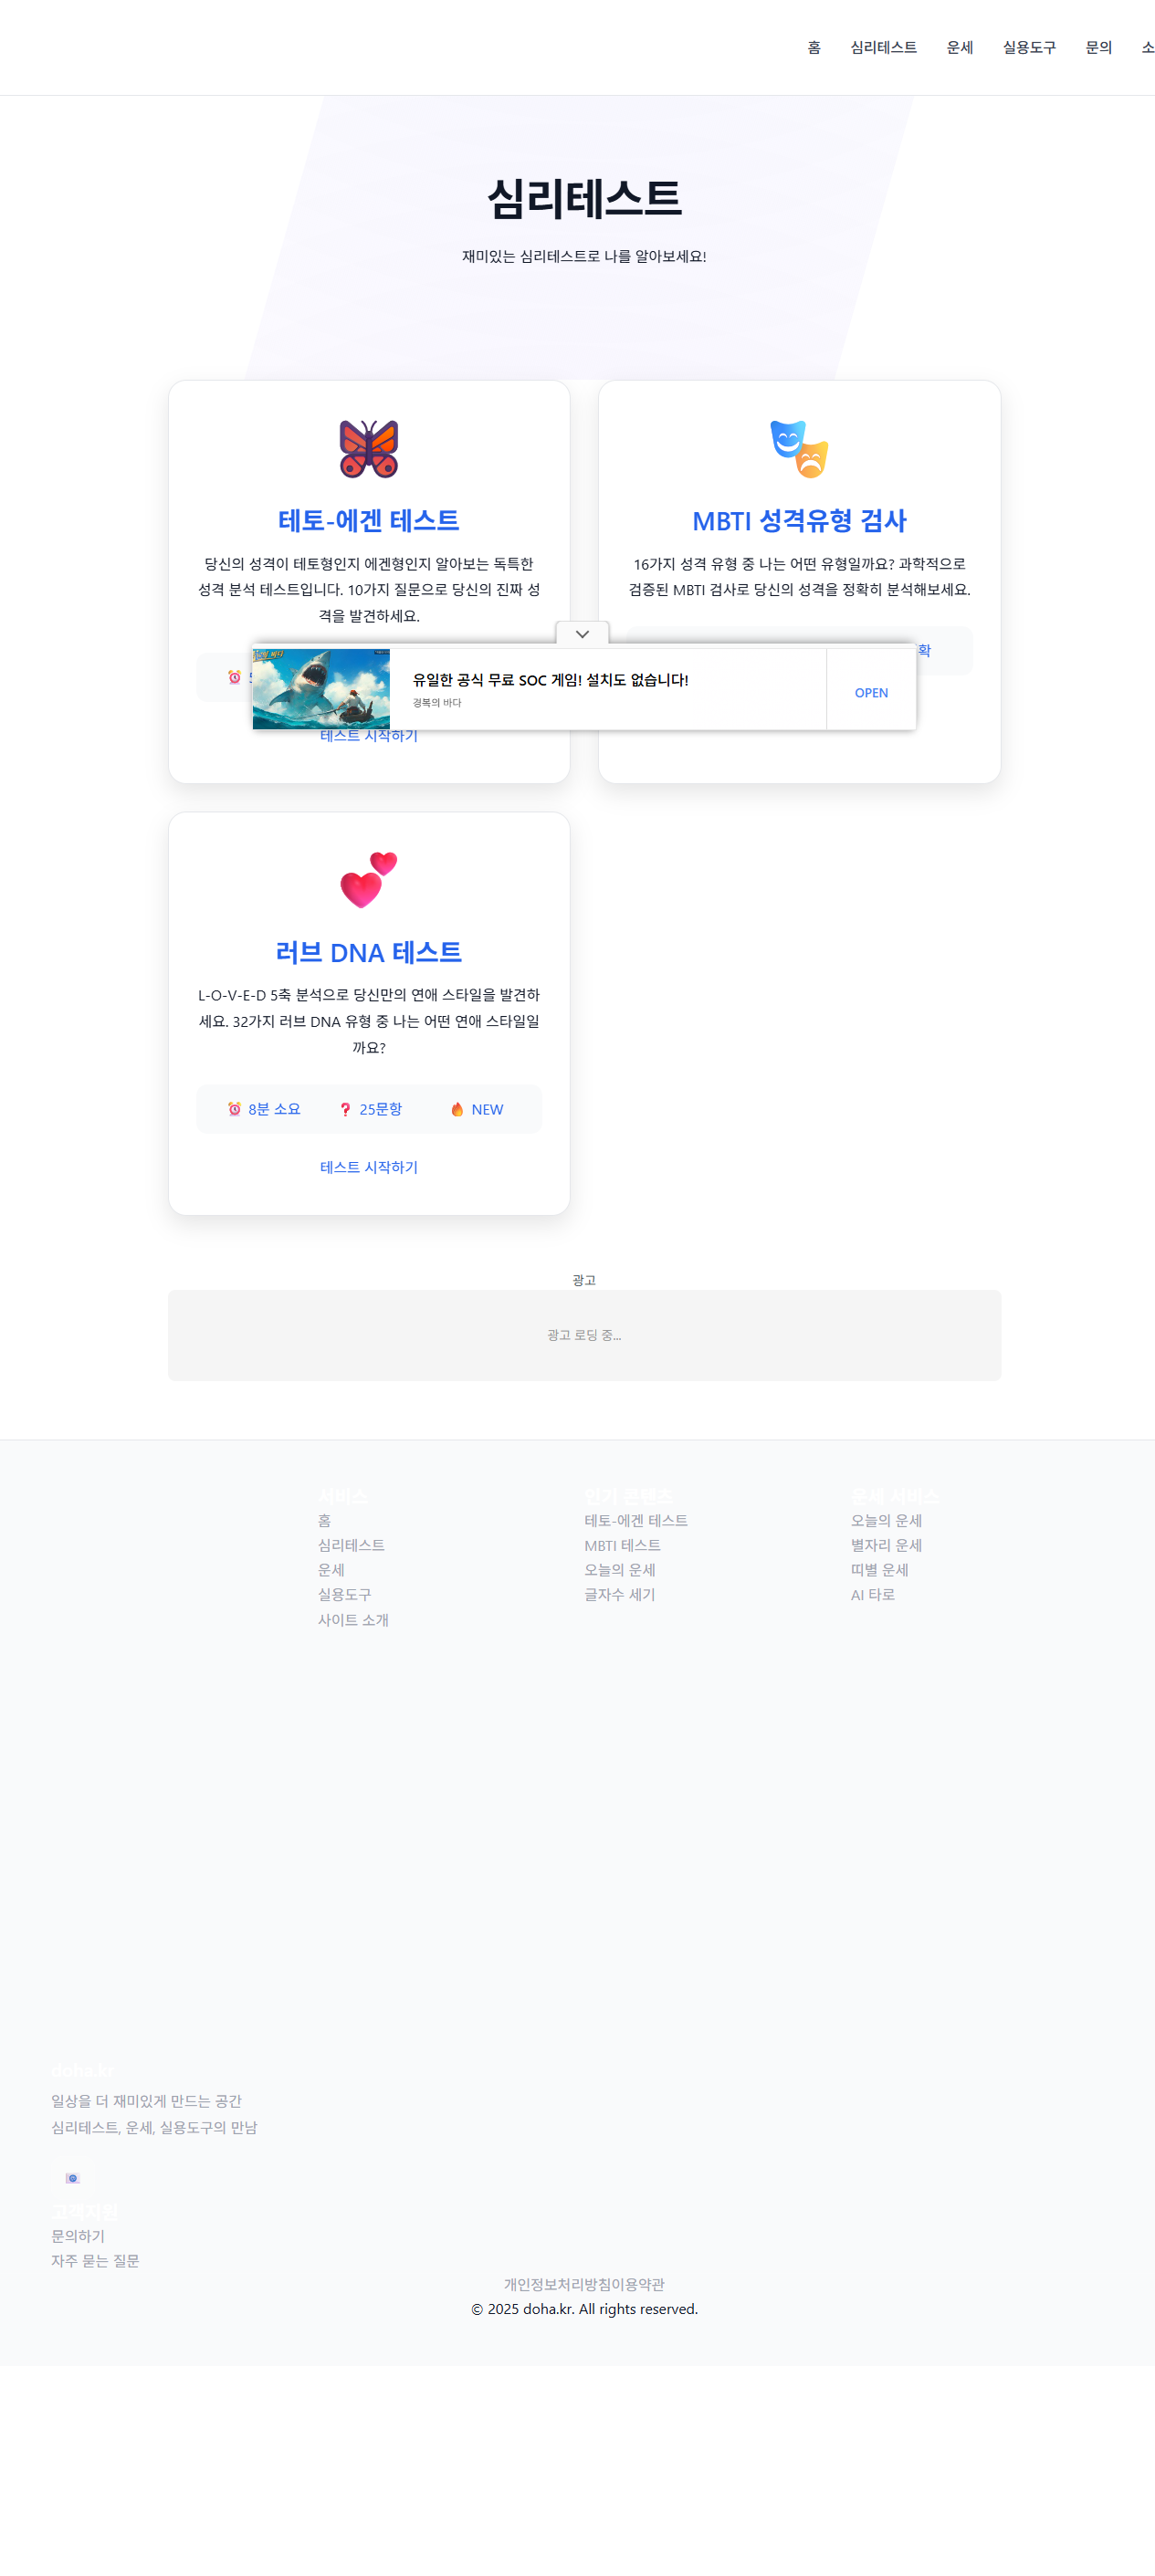 홈 심리테스트 운세 실용도구 문의 소
심리테스트
재미있는 심리테스트로 나를 알아보세요!
테토-에겐 테스트
당신의 성격이 테토형인지 에겐형인지 알아보는 독특한
성격 분석 테스트입니다. 10가지 질문으로 당신의 진짜 성
격을 발견하세요.
테스트 시작하기
MBTI 성격유형 검사
16가지 성격 유형 중 나는 어떤 유형일까요? 과학적으로
검증된 MBTI 검사로 당신의 성격을 정확히 분석해보세요.
확
유일한 공식 무료 SOC 게임! 설치도 없습니다!
경복의 바다
OPEN
러브 DNA 테스트
L-O-V-E-D 5축 분석으로 당신만의 연애 스타일을 발견하
세요. 32가지 러브 DNA 유형 중 나는 어떤 연애 스타일일
까요?
8분 소요 25문항 NEW
테스트 시작하기
광고
광고 로딩 중...
서비스
홈
심리테스트
운세
실용도구
사이트 소개
인기 콘텐츠
테토-에겐 테스트
MBTI 테스트
오늘의 운세
글자수 세기
운세 서비스
오늘의 운세
별자리 운세
띠별 운세
AI 타로
doha.kr
일상을 더 재미있게 만드는 공간
심리테스트, 운세, 실용도구의 만남
고객지원
문의하기
자주 묻는 질문
개인정보처리방침이용약관
© 2025 doha.kr. All rights reserved.